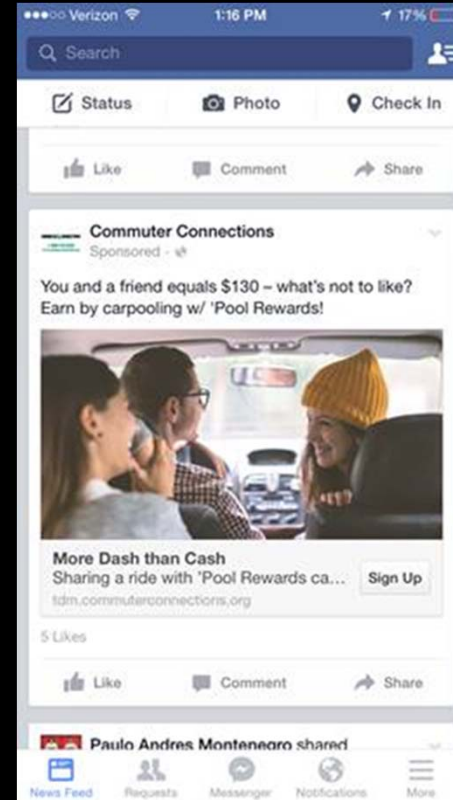 Verizon 1:16 PM 17%
Search
Status Photo Check In
Like Comment Share
Commuter Connections
Sponsored
You and a friend equals $130 – what's not to like?
Earn by carpooling w/ 'Pool Rewards!
More Dash than Cash
Sharing a ride with 'Pool Rewards ca...
Sign Up
tdm.commuterconnections.org
5 Likes
Like Comment Share
Paulo Andres Montenegro shared
News Feed Requests Messenger Notifications More